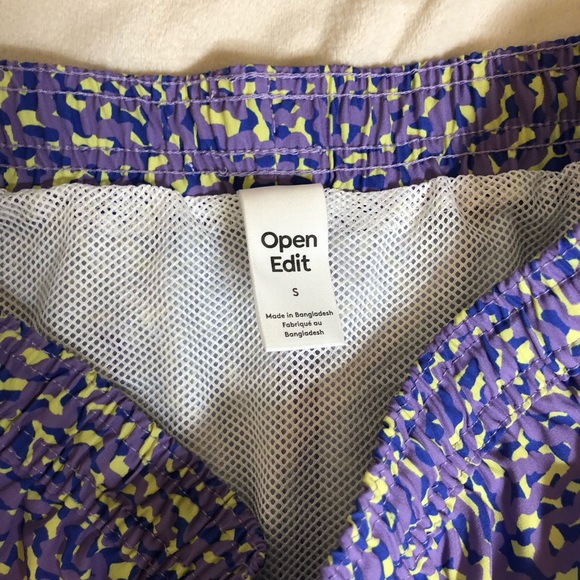 Open
Edit
S
Made in Bangladesh
Fabriqué au
Bangladesh